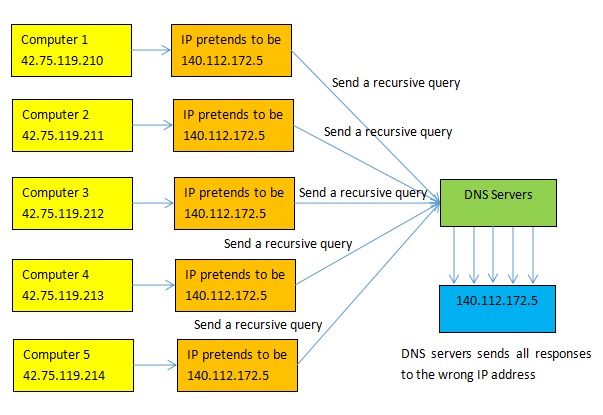 Computer 1
42.75.119.210
IP pretends to be
140.112.172.5
Send a recursive query
Computer 2
42.75.119.211
IP pretends to be
140.112.172.5
Send a recursive query
Computer 3
42.75.119.212
IP pretends to be
140.112.172.5
Send a recursive query
DNS Servers
Send a recursive query
Computer 4
42.75.119.213
IP pretends to be
140.112.172.5
140.112.172.5
Send a recursive query
Computer 5
42.75.119.214
IP pretends to be
140.112.172.5
DNS servers sends all responses
to the wrong IP address